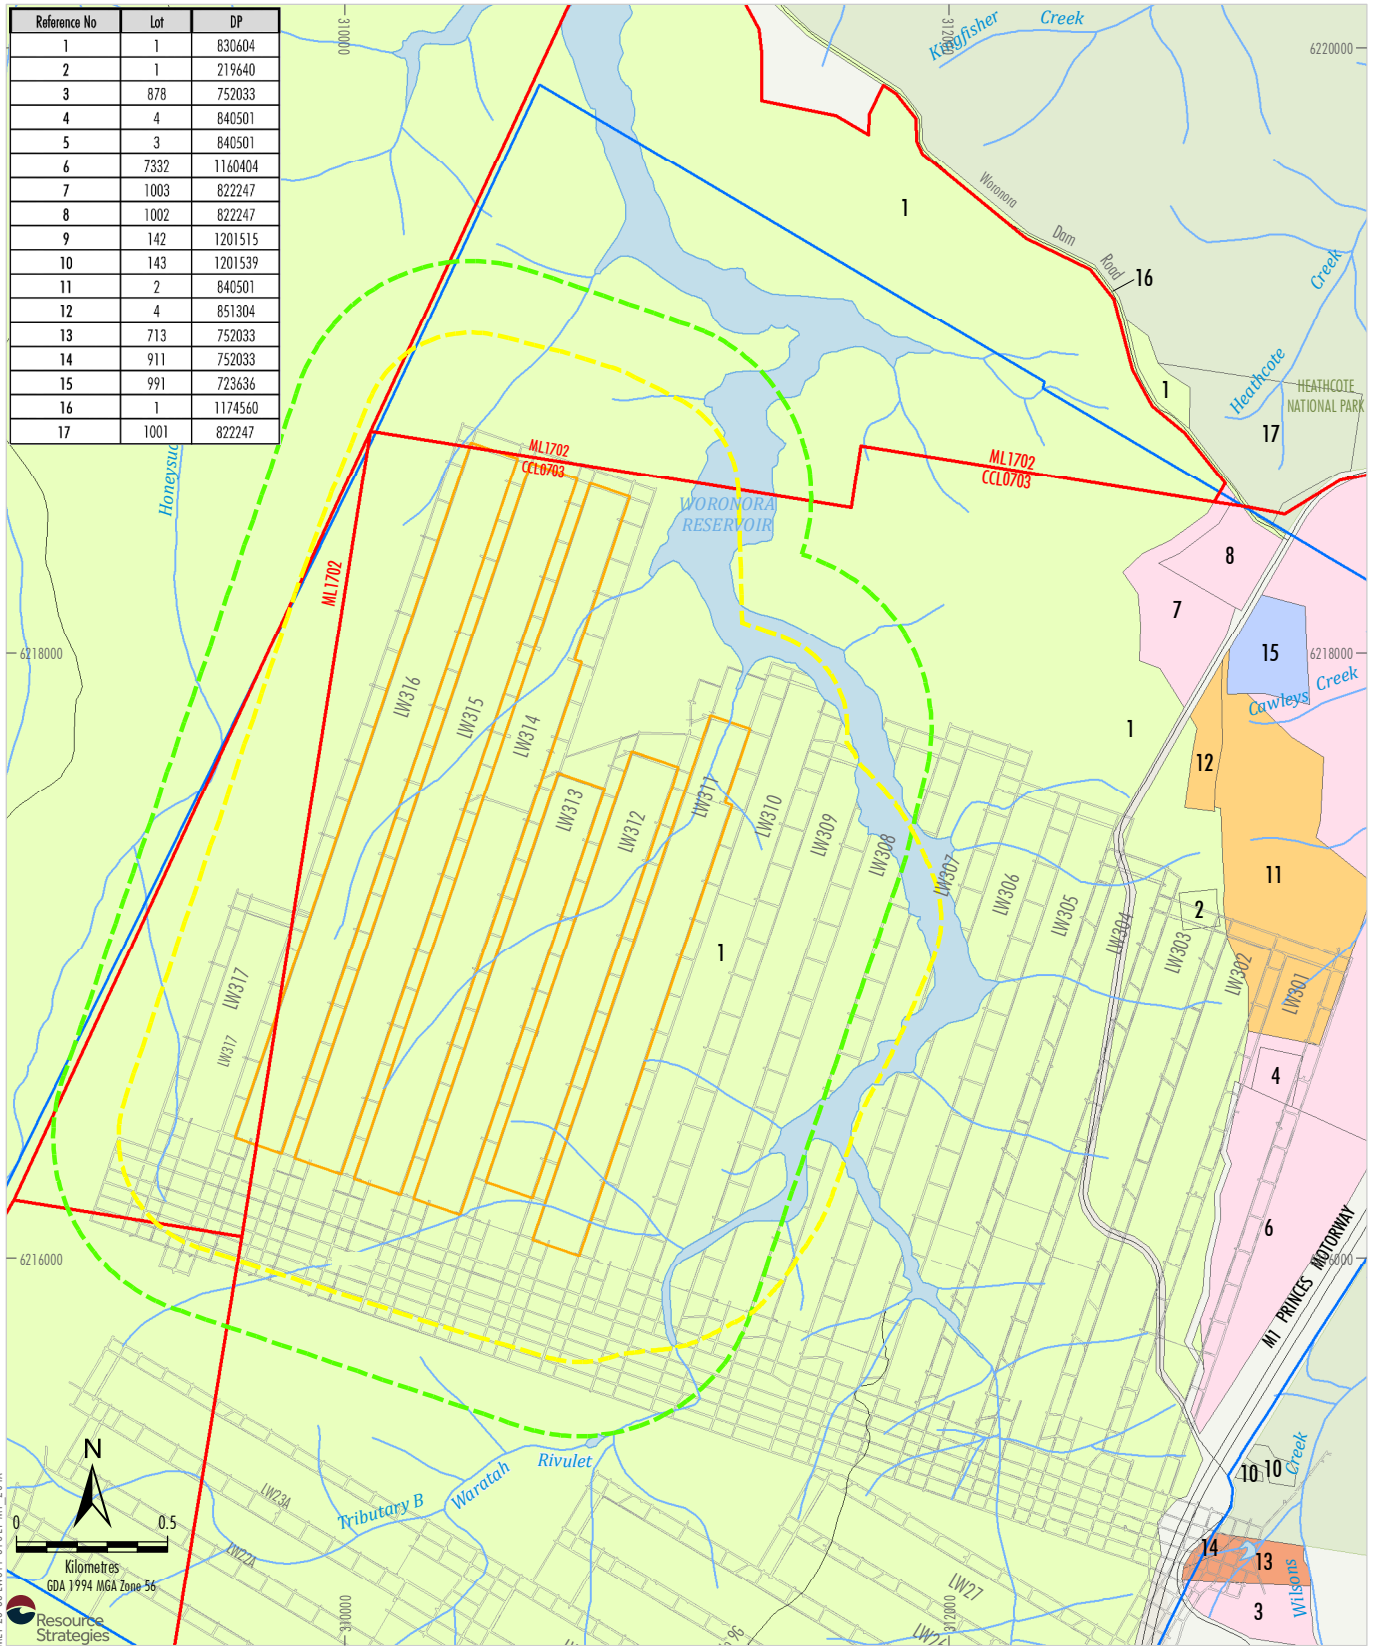 Reference No Lot DP
1 1 830604
2 1 219640
3 878 752033
4 4 840501
5 3 840501
6 7332 1160404
7 1003 822247
8 1002 822247
9 142 1201515
10 143 1201539
11 2 840501
12 4 851304
13 713 752033
14 911 752033
15 991 723636
16 1 1174560
17 1001 822247
310000
Kingfisher Creek
6220000
1
Woronora Dam Road
16
Heathcote Creek
1
HEATHCOTE
NATIONAL PARK
17
ML1702
CCL0703
ML1702
CCL0703
WORONORA
RESERVOIR
ML1702
8
7
15
6218000
6218000
Cawleys Creek
LW316
LW315
LW314
1
12
LW313
LW312
LW311
LW310
LW309
LW308
LW307
LW306
LW305
LW304
LW303
LW302
LW301
11
2
1
LW317
LW317
4
6
6216000
M1 PRINCES MOTORWAY
Rivulet
Waratah
Tributary B
10 10
Creek
N
0 0.5
Kilometres
GDA 1994 MGA Zone 56
LW23A
LW22A
14
13
Wilsons
3
LW27
310000
312000
Resource
Strategies